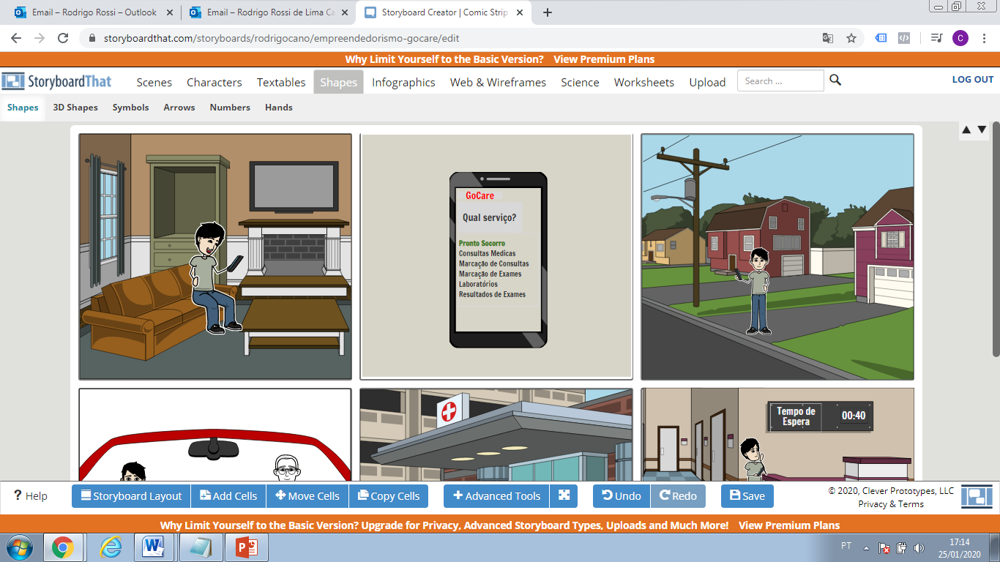 Email – Rodrigo Rossi – Outlook
Email – Rodrigo Rossi de Lima Ca
Storyboard Creator | Comic Strip
storyboardthat.com/storyboards/rodrigocano/empreendedorismo-gocare/edit
C
Why Limit Yourself to the Basic Version? View Premium Plans
StoryboardThat
Scenes Characters Textables Shapes Infographics Web & Wireframes Science Worksheets Upload Search ... LOG OUT
Shapes 3D Shapes Symbols Arrows Numbers Hands
GoCare
Qual serviço?
Pronto Socorro
Consultas Medicas
Marcação de Consultas
Marcação de Exames
Laboratórios
Resultados de Exames
Tempo de
Espera
00:40
? Help Storyboard Layout Add Cells Move Cells Copy Cells Advanced Tools Undo Redo Save
© 2020, Clever Prototypes, LLC
Privacy & Terms
Why Limit Yourself to the Basic Version? Upgrade for Privacy, Advanced Storyboard Types, Uploads and Much More! View Premium Plans
PT
17:14
25/01/2020